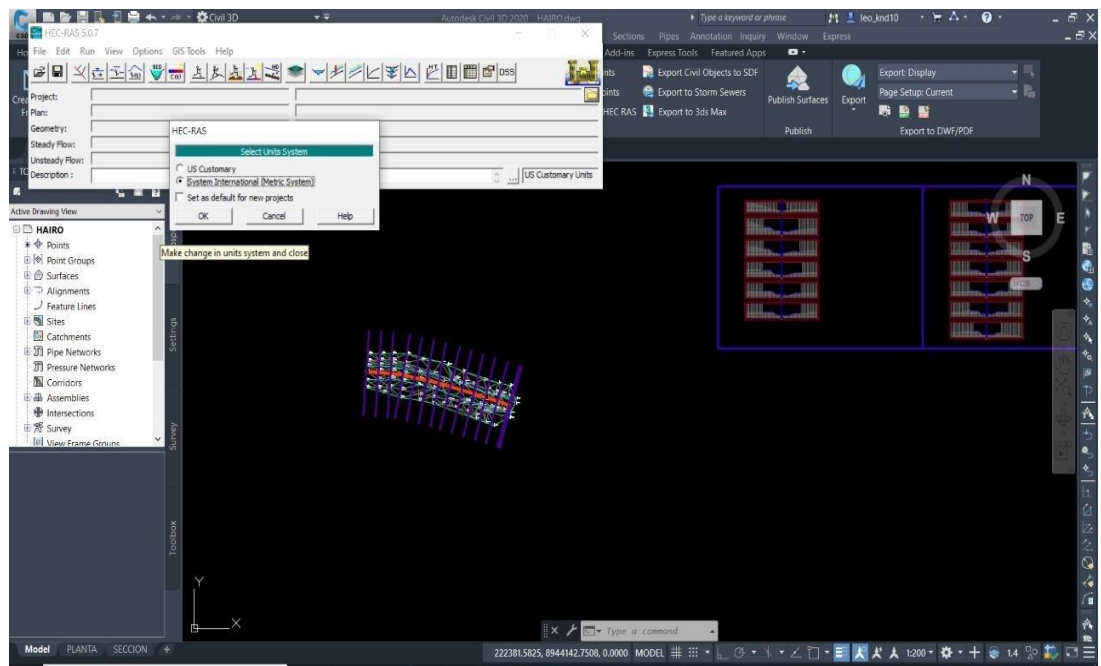 Civil 3D
Autodesk Civil 3D 2020 HAIRO.dwg
Type a keyword or phrase
leo_knd10
HEC-RAS 5.0.7
Sections Pipes Annotation Inquiry Window Express
File Edit Run View Options GIS Tools Help
Add-ins Express Tools Featured Apps
DSS
Project:
Plan:
Geometry:
Steady Flow:
Unsteady Flow:
Description :
US Customary Units
Export Civil Objects to SDF
Export to Storm Sewers
HEC RAS
Export to 3ds Max
Publish Surfaces
Export
Export: Display
Page Setup: Current
Publish
Export to DWF/PDF
HEC-RAS
Select Units System
US Customary
System International (Metric System)
Set as default for new projects
OK Cancel Help
Make change in units system and close
Active Drawing View
HAIRO
Points
Point Groups
Surfaces
Alignments
Feature Lines
Sites
Catchments
Pipe Networks
Pressure Networks
Corridors
Assemblies
Intersections
Survey
View Frame Groups
Settings
Survey
Toolbox
N
W TOP E
S
WCS
Y
X
Type a command
Model PLANTA SECCION +
222381.5825, 8944142.7508, 0.0000 MODEL
1:200
1.4